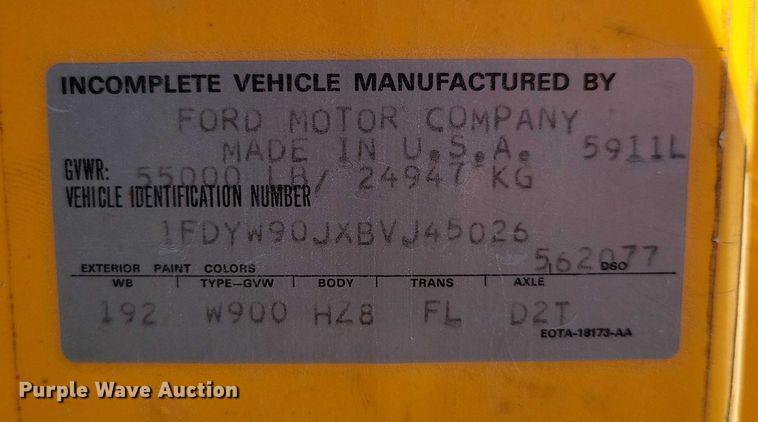 INCOMPLETE VEHICLE MANUFACTURED BY
FORD MOTOR COMPANY
MADE IN U.S.A. 5911L
GVWR: 55000 LB/ 24947 KG
VEHICLE IDENTIFICATION NUMBER
1FDYW90JXBVJ45026
562077
EXTERIOR PAINT COLORS DSO
WB TYPE-GVW BODY TRANS AXLE
192 W900 HZ8 FL D2T
EOTA-18173-AA
Purple Wave Auction